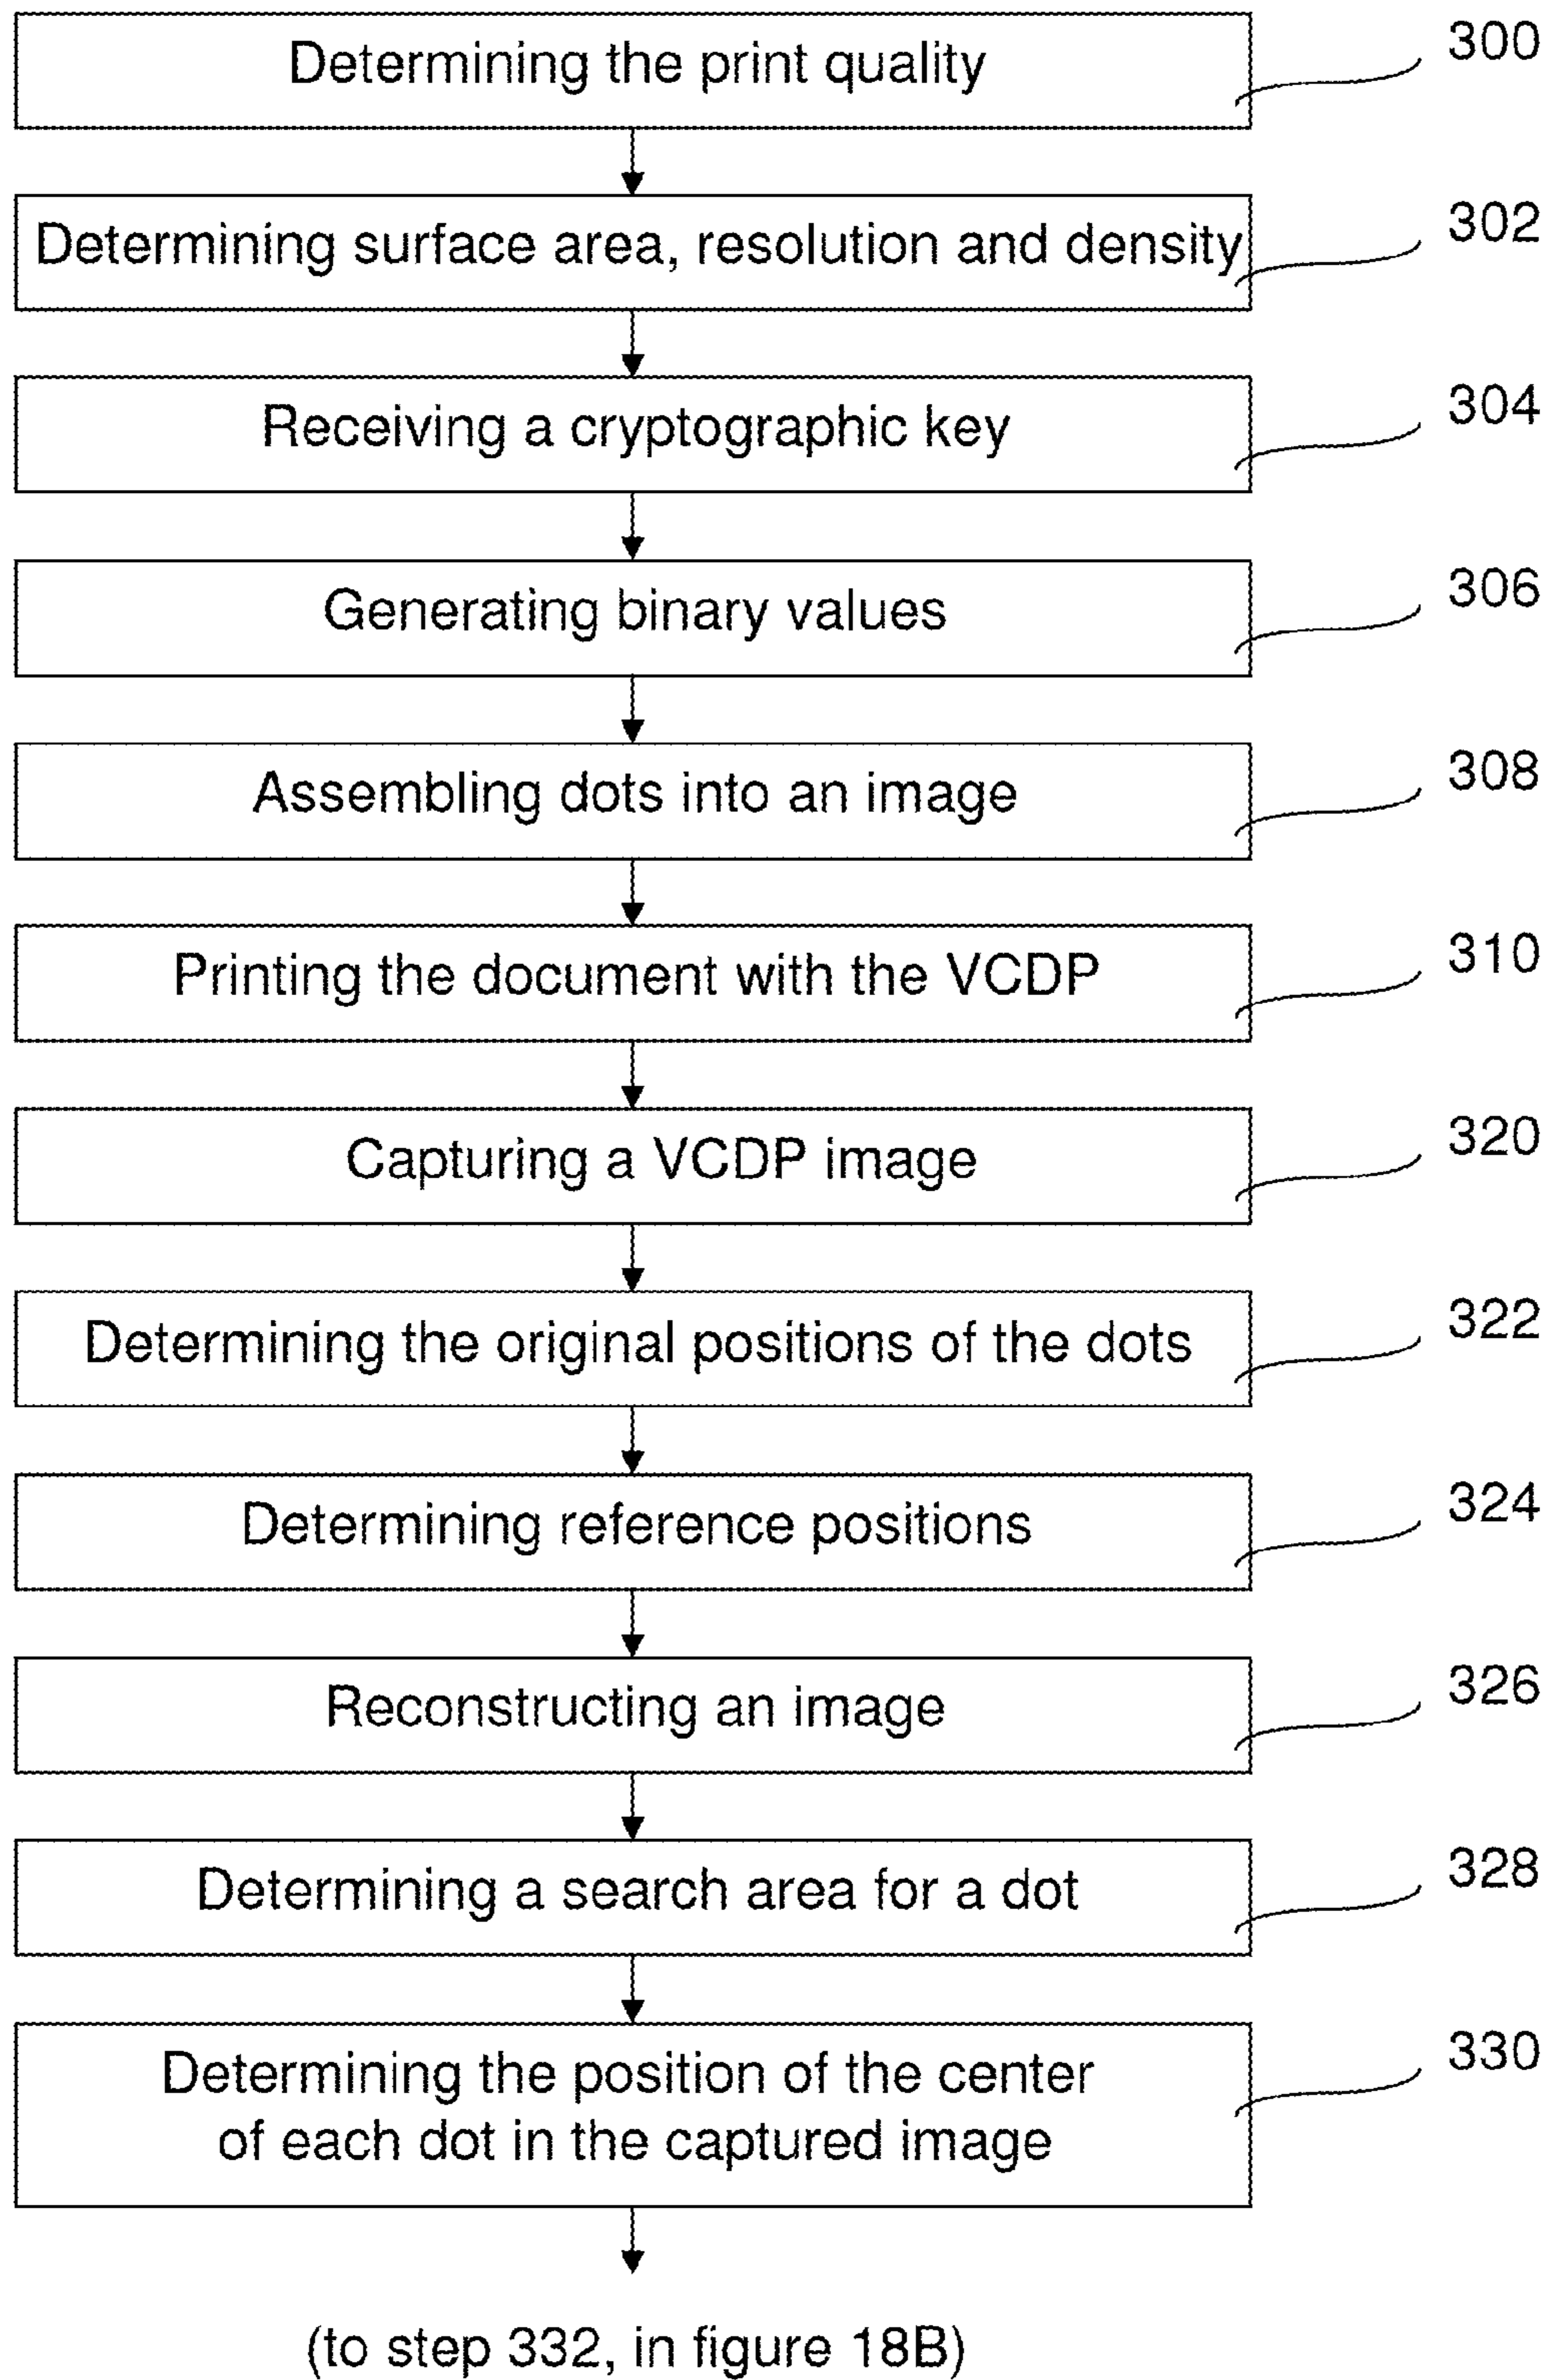 Determining the print quality
300
Determining surface area, resolution and density
302
Receiving a cryptographic key
304
Generating binary values
306
Assembling dots into an image
308
Printing the document with the VCDP
310
Capturing a VCDP image
320
Determining the original positions of the dots
322
Determining reference positions
324
Reconstructing an image
326
Determining a search area for a dot
328
Determining the position of the center
of each dot in the captured image
330
(to step 332, in figure 18B)